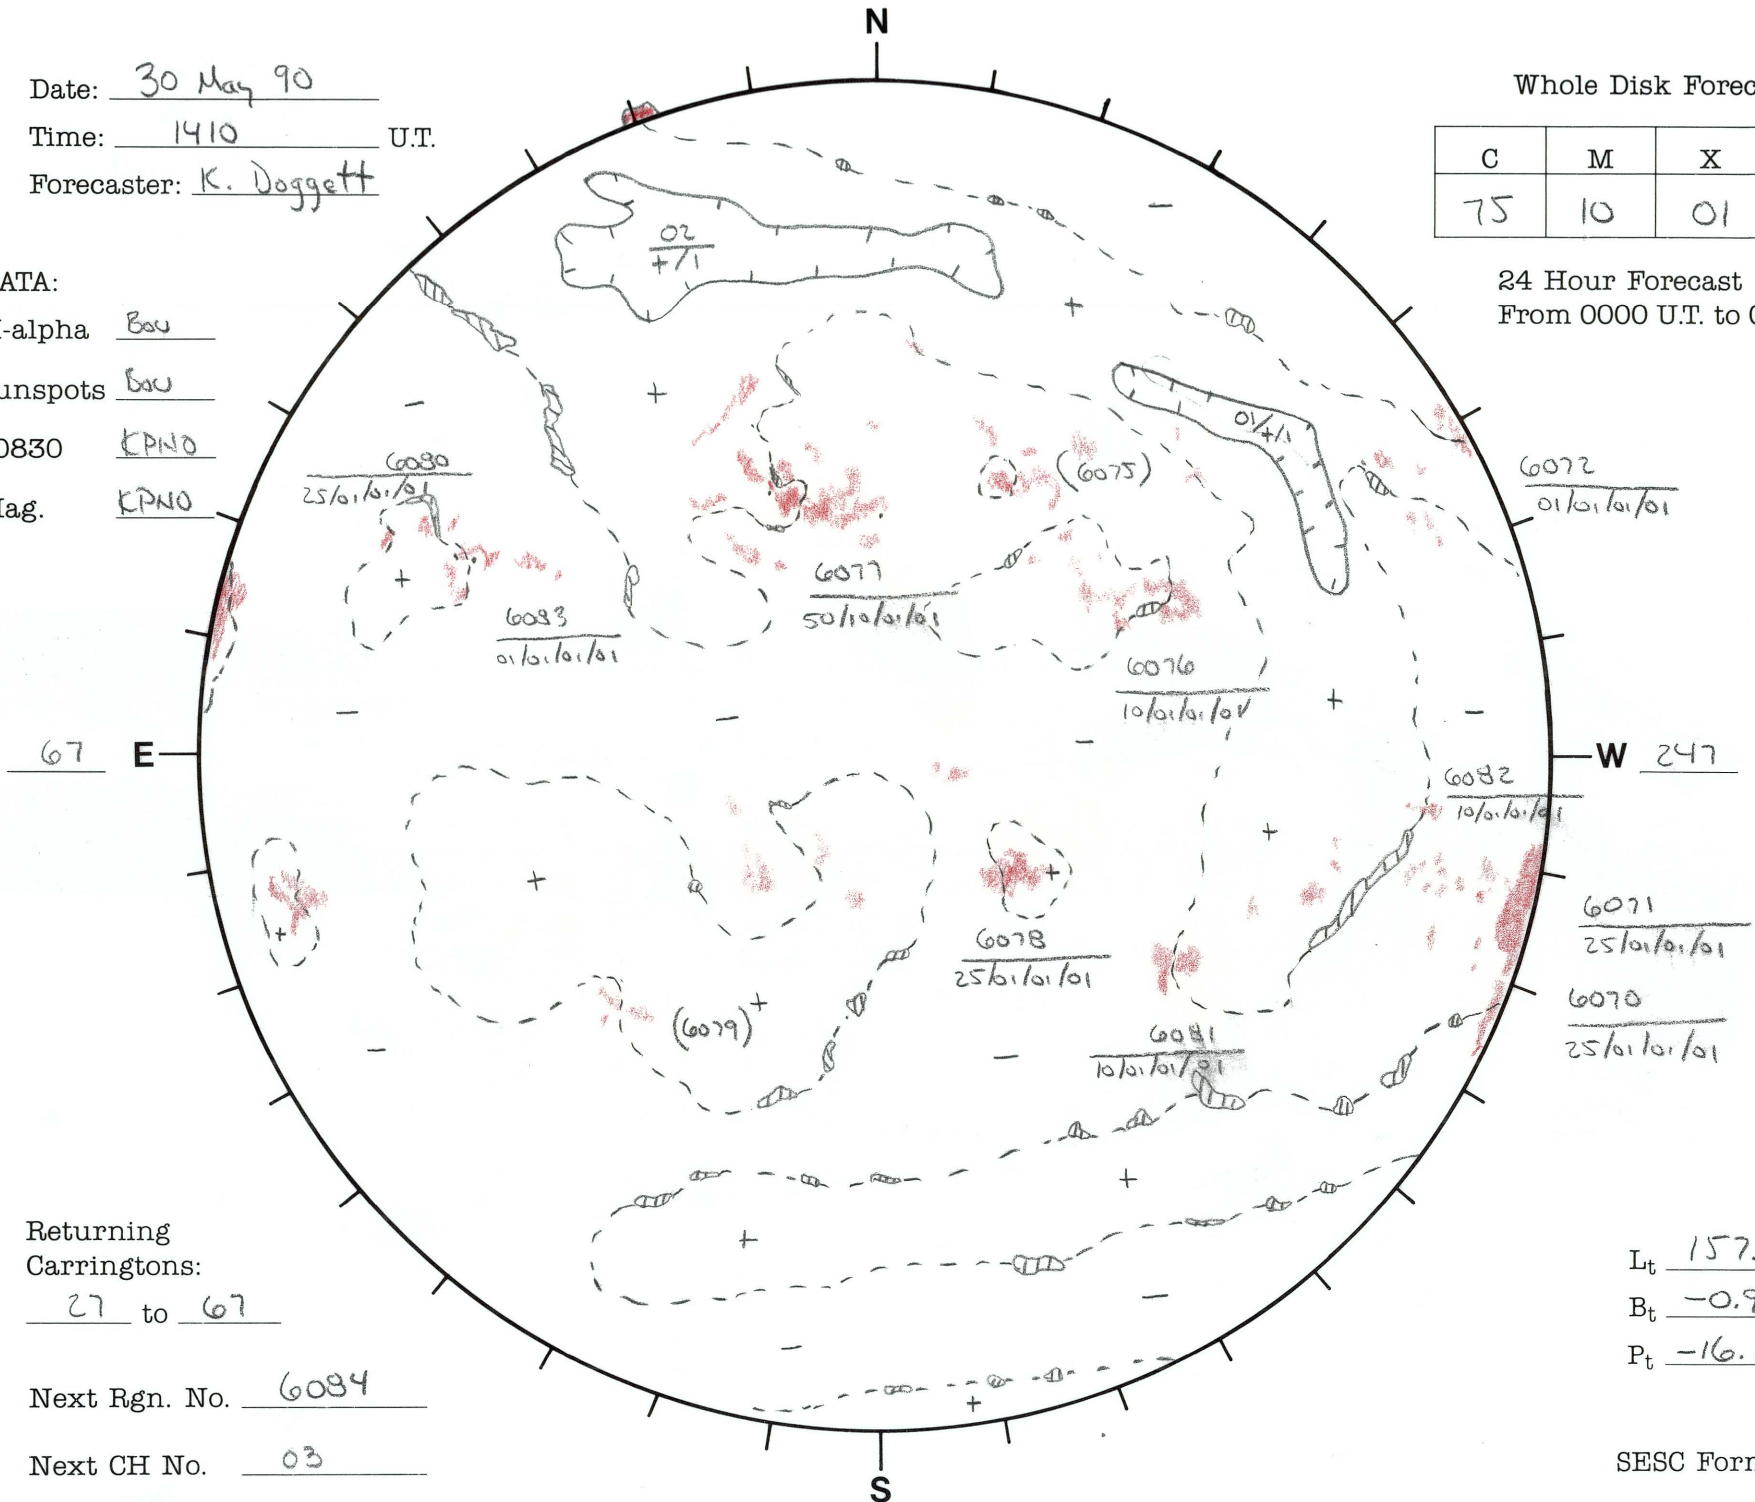 N
Date: 30 May 90
Time: 1410 U.T.
Forecaster: K. Doggett
Whole Disk Forec
C M X
75 10 01
24 Hour Forecast
From 0000 U.T. to 0
ATA:
-alpha Bou
unspots Bou
0830 KPNO
ag. KPNO
02
+/1
01/+/1
6080
25/01/01/01
(6075)
6072
01/01/01/01
6077
50/10/01/01
6083
01/01/01/01
6076
10/01/01/01
67 E
W 247
6082
10/01/01/01
6071
25/01/01/01
6078
25/01/01/01
6070
25/01/01/01
(6079)
6081
10/01/01/01
Returning
Carringtons:
27 to 67
Next Rgn. No. 6084
Next CH No. 03
Lt 157.
Bt -0.9
Pt -16.
SESC Form
S